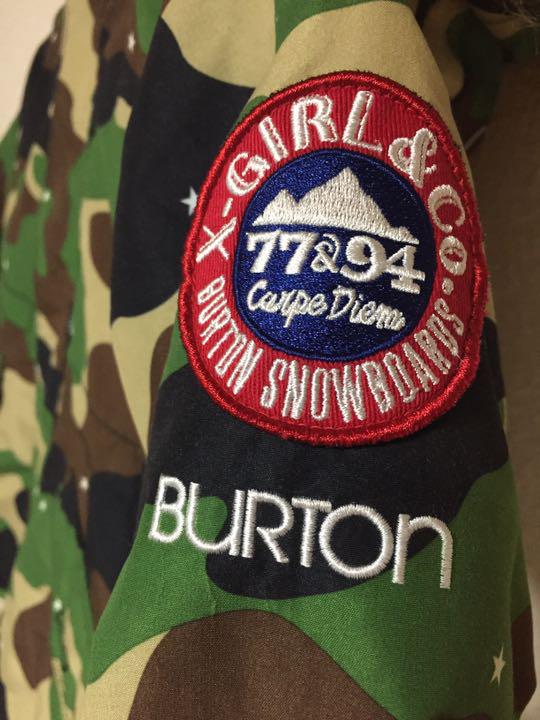 X-GIRL & CO.
77&94
Carpe Diem
BURTON SNOWBOARDS
BURTON